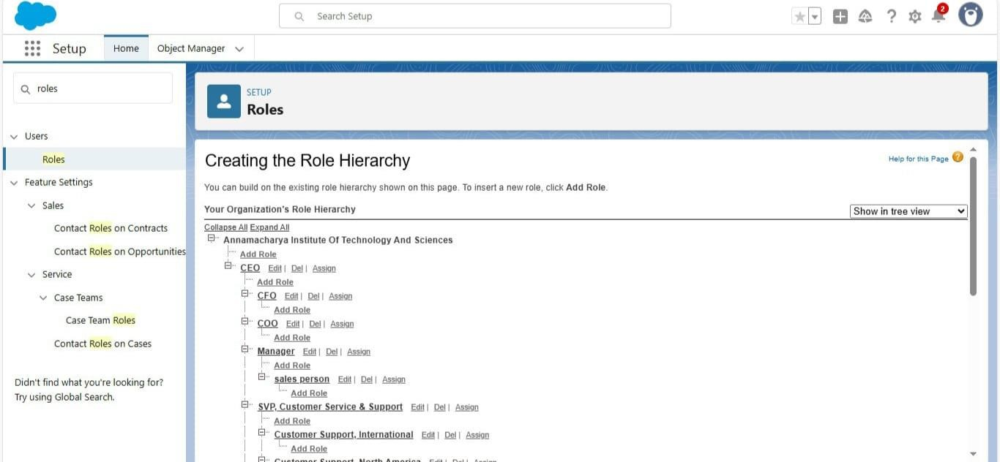 Search Setup
2
Setup Home Object Manager
roles
SETUP
Roles
Users
Roles
Feature Settings
Sales
Contact Roles on Contracts
Contact Roles on Opportunities
Service
Case Teams
Case Team Roles
Contact Roles on Cases
Didn't find what you're looking for?
Try using Global Search.
Creating the Role Hierarchy
Help for this Page ?
You can build on the existing role hierarchy shown on this page. To insert a new role, click Add Role.
Your Organization's Role Hierarchy
Show in tree view
Collapse All Expand All
Annamacharya Institute Of Technology And Sciences
Add Role
CEO Edit | Del | Assign
Add Role
CFO Edit | Del | Assign
Add Role
COO Edit | Del | Assign
Add Role
Manager Edit | Del | Assign
Add Role
sales person Edit | Del | Assign
Add Role
SVP, Customer Service & Support Edit | Del | Assign
Add Role
Customer Support, International Edit | Del | Assign
Add Role
Customer Support, North America Edit | Del | Assign